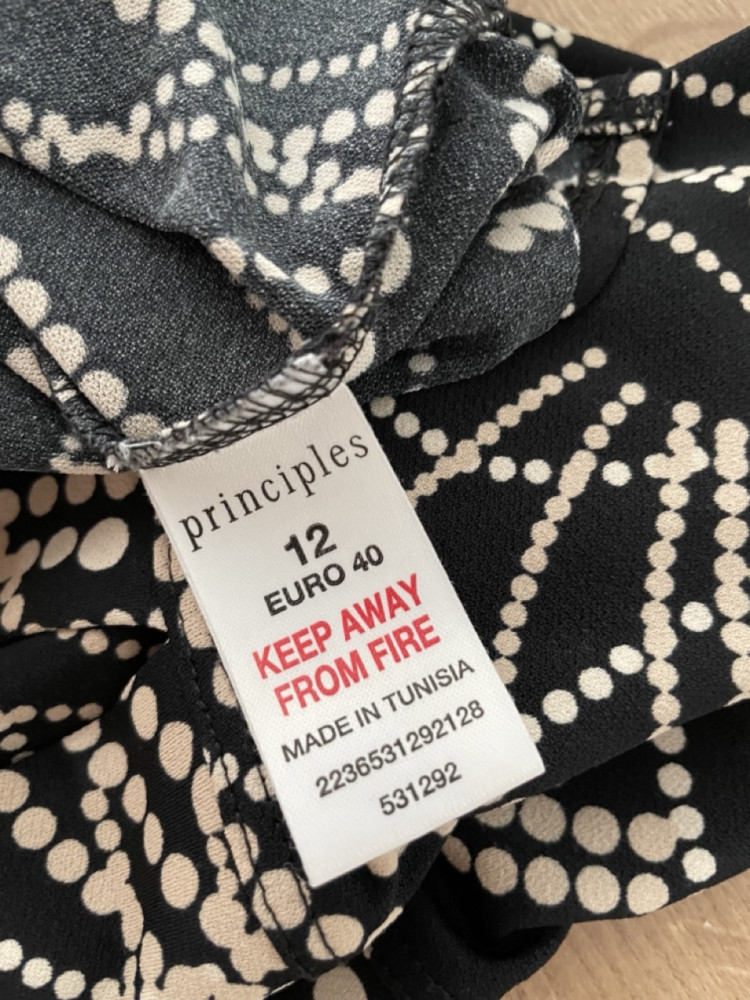 principles
12
EURO 40
KEEP AWAY
FROM FIRE
MADE IN TUNISIA
2236531292128
531292